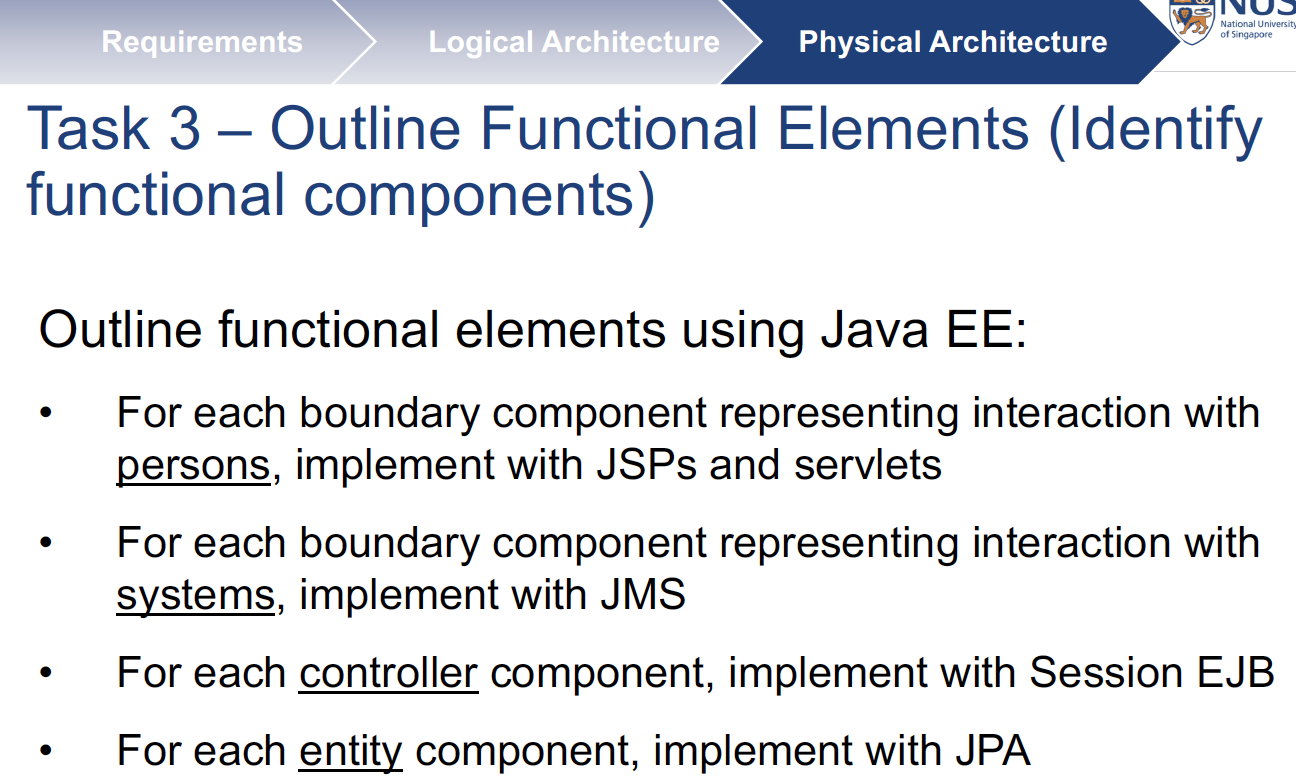 Requirements
Logical Architecture
Physical Architecture
NUS
National University
of Singapore
Task 3 – Outline Functional Elements (Identify
functional components)
Outline functional elements using Java EE:
• For each boundary component representing interaction with
persons, implement with JSPs and servlets
• For each boundary component representing interaction with
systems, implement with JMS
• For each controller component, implement with Session EJB
• For each entity component, implement with JPA